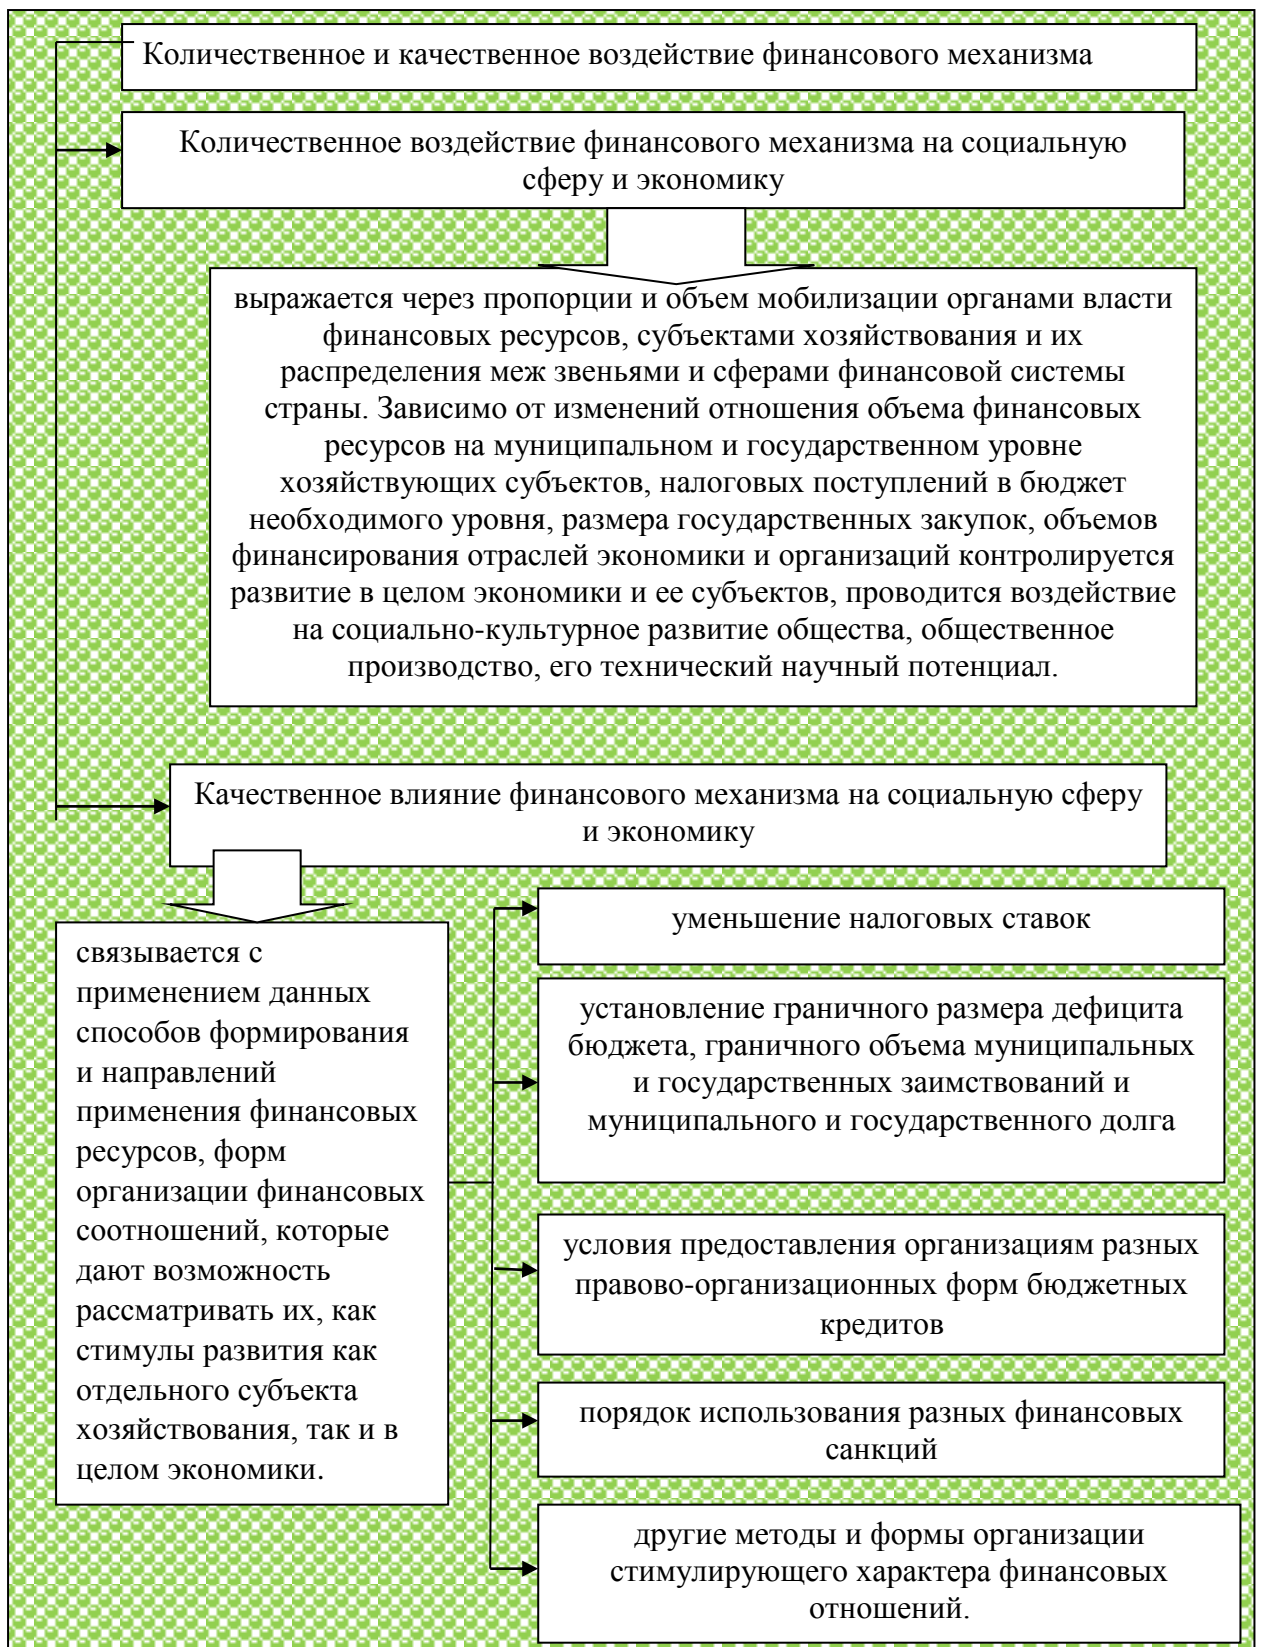 Количественное и качественное воздействие финансового механизма
Количественное воздействие финансового механизма на социальную
сферу и экономику
выражается через пропорции и объем мобилизации органами власти
финансовых ресурсов, субъектами хозяйствования и их
распределения меж звеньями и сферами финансовой системы
страны. Зависимо от изменений отношения объема финансовых
ресурсов на муниципальном и государственном уровне
хозяйствующих субъектов, налоговых поступлений в бюджет
необходимого уровня, размера государственных закупок, объемов
финансирования отраслей экономики и организаций контролируется
развитие в целом экономики и ее субъектов, проводится воздействие
на социально-культурное развитие общества, общественное
производство, его технический научный потенциал.
Качественное влияние финансового механизма на социальную сферу
и экономику
связывается с
применением данных
способов формирования
и направлений
применения финансовых
ресурсов, форм
организации финансовых
соотношений, которые
дают возможность
рассматривать их, как
стимулы развития как
отдельного субъекта
хозяйствования, так и в
целом экономики.
уменьшение налоговых ставок
установление граничного размера дефицита
бюджета, граничного объема муниципальных
и государственных заимствований и
муниципального и государственного долга
условия предоставления организациям разных
правово-организационных форм бюджетных
кредитов
порядок использования разных финансовых
санкций
другие методы и формы организации
стимулирующего характера финансовых
отношений.